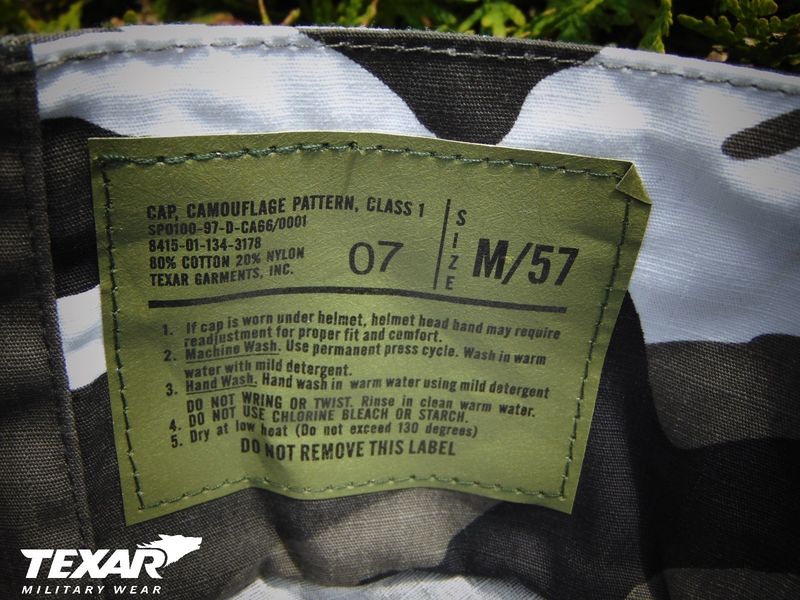 CAP, CAMOUFLAGE PATTERN, CLASS 1
SPO100-97-D-CA66/0001
8415-01-134-3178
80% COTTON 20% NYLON
TEXAR GARMENTS, INC.
07
SIZE
M/57
1. If cap is worn under helmet, helmet head band may require
readjustment for proper fit and comfort.
2. Machine Wash. Use permanent press cycle. Wash in warm
water with mild detergent.
3. Hand Wash. Hand wash in warm water using mild detergent
DO NOT WRING OR TWIST. Rinse in clean warm water.
4. DO NOT USE CHLORINE BLEACH OR STARCH.
5. Dry at low heat (Do not exceed 130 degrees)
DO NOT REMOVE THIS LABEL
TEXAR
MILITARY WEAR